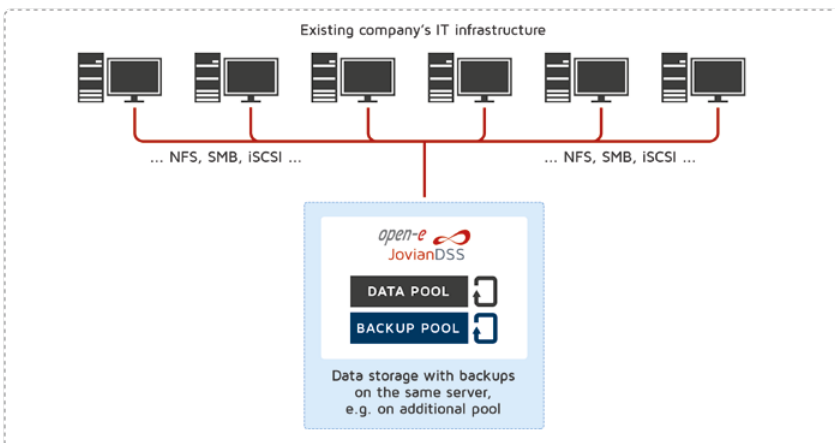 Existing company's IT infrastructure
... NFS, SMB, iSCSI ...
... NFS, SMB, iSCSI ...
open-e
JovianDSS
DATA POOL
BACKUP POOL
Data storage with backups
on the same server,
e.g. on additional pool